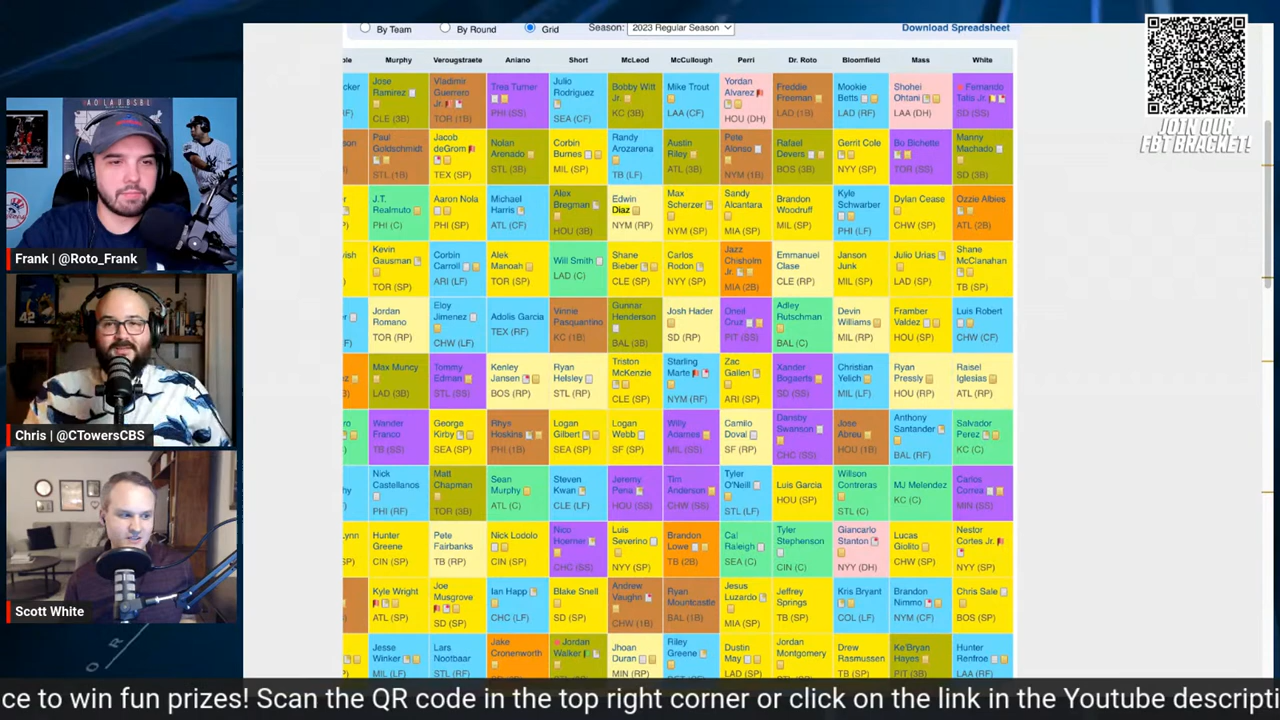 By Team By Round Grid Season: 2023 Regular Season Download Spreadsheet
JOIN OUR
FBT BRACKET!
Murphy Verougstraete Aniano Short McLeod McCullough Perri Dr. Roto Bloomfield Mass White
Jose Ramirez CLE (3B)
Vladimir Guerrero Jr. TOR (1B)
Trea Turner PHI (SS)
Julio Rodriguez SEA (CF)
Bobby Witt Jr. KC (3B)
Mike Trout LAA (CF)
Yordan Alvarez HOU (DH)
Freddie Freeman LAD (1B)
Mookie Betts LAD (RF)
Shohei Ohtani LAA (DH)
Fernando Tatis Jr. SD (SS)
Paul Goldschmidt STL (1B)
Jacob deGrom TEX (SP)
Nolan Arenado STL (3B)
Corbin Burnes MIL (SP)
Randy Arozarena TB (LF)
Austin Riley ATL (3B)
Pete Alonso NYM (1B)
Rafael Devers BOS (3B)
Gerrit Cole NYY (SP)
Bo Bichette TOR (SS)
Manny Machado SD (3B)
J.T. Realmuto PHI (C)
Aaron Nola PHI (SP)
Michael Harris ATL (CF)
Alex Bregman HOU (3B)
Edwin Diaz NYM (RP)
Max Scherzer NYM (SP)
Sandy Alcantara MIA (SP)
Brandon Woodruff MIL (SP)
Kyle Schwarber PHI (LF)
Dylan Cease CHW (SP)
Ozzie Albies ATL (2B)
Kevin Gausman TOR (SP)
Corbin Carroll ARI (LF)
Alek Manoah TOR (SP)
Will Smith LAD (C)
Shane Bieber CLE (SP)
Carlos Rodon NYY (SP)
Jazz Chisholm Jr. MIA (2B)
Emmanuel Clase CLE (RP)
Janson Junk MIL (SP)
Julio Urias LAD (SP)
Shane McClanahan TB (SP)
Jordan Romano TOR (RP)
Eloy Jimenez CHW (LF)
Adolis Garcia TEX (RF)
Vinnie Pasquantino KC (1B)
Gunnar Henderson BAL (3B)
Josh Hader SD (RP)
Oneil Cruz PIT (SS)
Adley Rutschman BAL (C)
Devin Williams MIL (RP)
Framber Valdez HOU (SP)
Luis Robert CHW (CF)
Max Muncy LAD (3B)
Tommy Edman STL (SS)
Kenley Jansen BOS (RP)
Ryan Helsley STL (RP)
Triston McKenzie CLE (SP)
Starling Marte NYM (RF)
Zac Gallen ARI (SP)
Xander Bogaerts SD (SS)
Christian Yelich MIL (LF)
Ryan Pressly HOU (RP)
Raisel Iglesias ATL (RP)
Wander Franco TB (SS)
George Kirby SEA (SP)
Rhys Hoskins PHI (1B)
Logan Gilbert SEA (SP)
Logan Webb SF (SP)
Willy Adames MIL (SS)
Camilo Doval SF (RP)
Dansby Swanson CHC (SS)
Jose Abreu HOU (1B)
Anthony Santander BAL (RF)
Salvador Perez KC (C)
Nick Castellanos PHI (RF)
Matt Chapman TOR (3B)
Sean Murphy ATL (C)
Steven Kwan CLE (LF)
Jeremy Pena HOU (SS)
Tim Anderson CHW (SS)
Tyler O'Neill STL (LF)
Luis Garcia HOU (SP)
Willson Contreras STL (C)
MJ Melendez KC (C)
Carlos Correa MIN (SS)
Hunter Greene CIN (SP)
Pete Fairbanks TB (RP)
Nick Lodolo CIN (SP)
Nico Hoerner CHC (SS)
Luis Severino NYY (SP)
Brandon Lowe TB (2B)
Cal Raleigh SEA (C)
Tyler Stephenson CIN (C)
Giancarlo Stanton NYY (DH)
Lucas Giolito CHW (SP)
Nestor Cortes Jr. NYY (SP)
Kyle Wright ATL (SP)
Joe Musgrove SD (SP)
Ian Happ CHC (LF)
Blake Snell SD (SP)
Andrew Vaughn CHW (1B)
Ryan Mountcastle BAL (1B)
Jesus Luzardo MIA (SP)
Jeffrey Springs TB (SP)
Kris Bryant COL (LF)
Brandon Nimmo NYM (CF)
Chris Sale BOS (SP)
Jesse Winker MIL (LF)
Lars Nootbaar STL (RF)
Jake Cronenworth
Jordan Walker
Jhoan Duran MIN (RP)
Riley Greene
Dustin May LAD (SP)
Jordan Montgomery
Drew Rasmussen TB (SP)
Ke'Bryan Hayes PIT (3B)
Hunter Renfroe LAA (RF)
Frank | @Roto_Frank
Chris | @CTowersCBS
Scott White
ce to win fun prizes! Scan the QR code in the top right corner or click on the link in the Youtube descripti